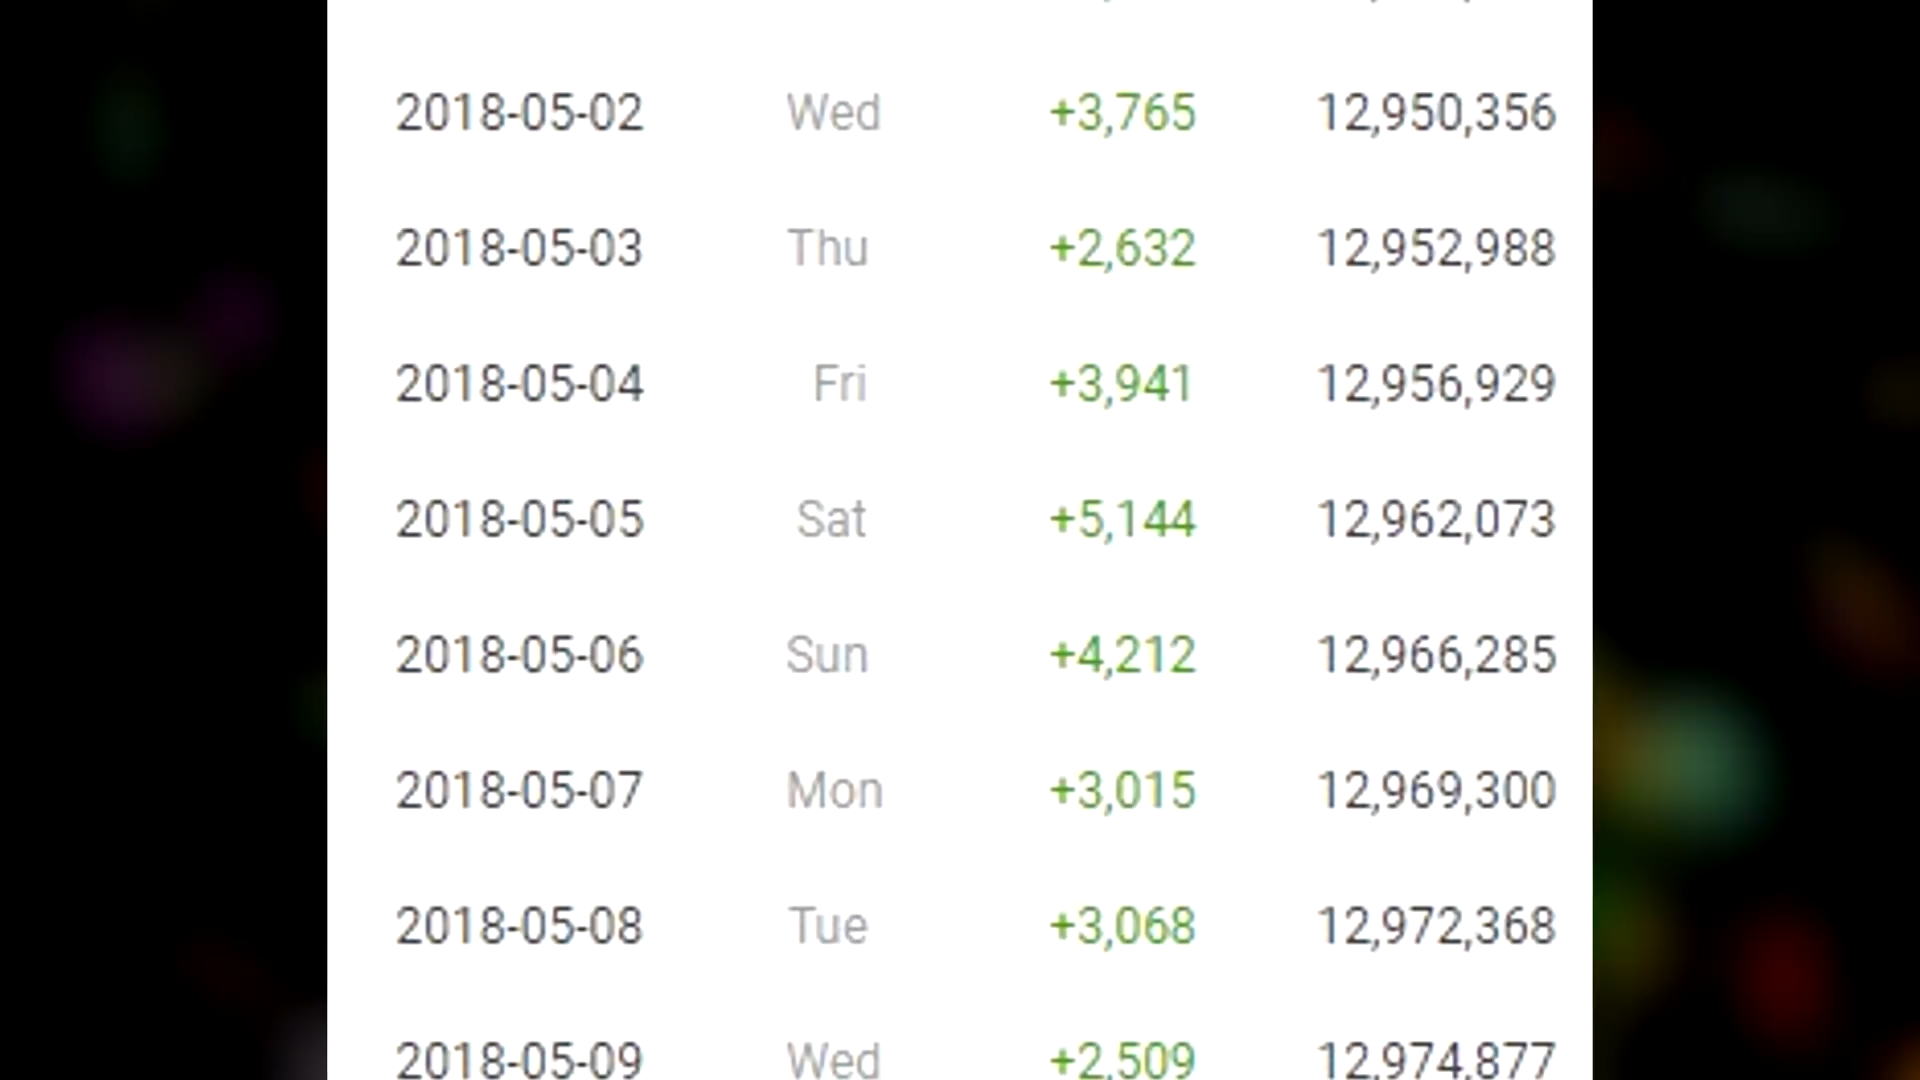 2018-05-02 Wed +3,765 12,950,356
2018-05-03 Thu +2,632 12,952,988
2018-05-04 Fri +3,941 12,956,929
2018-05-05 Sat +5,144 12,962,073
2018-05-06 Sun +4,212 12,966,285
2018-05-07 Mon +3,015 12,969,300
2018-05-08 Tue +3,068 12,972,368
2018-05-09 Wed +2,509 12,974,877